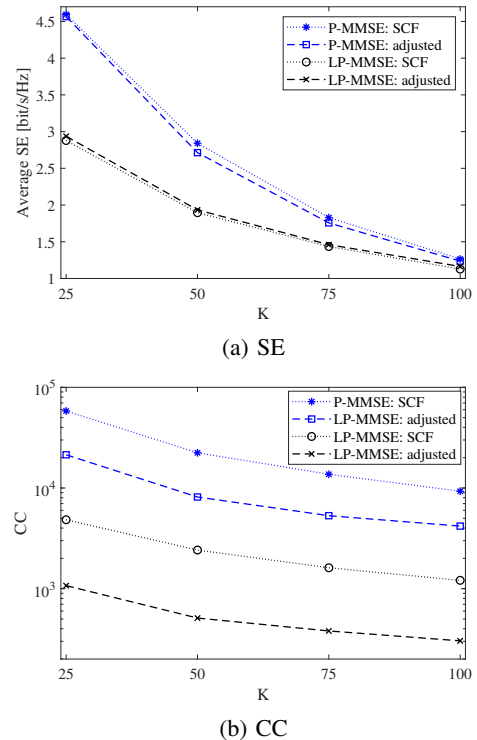 4.5
4
3.5
3
2.5
2
1.5
1
Average SE [bit/s/Hz]
P-MMSE: SCF
P-MMSE: adjusted
LP-MMSE: SCF
LP-MMSE: adjusted
25 50 75 100
K
(a) SE
10^5
10^4
10^3
CC
P-MMSE: SCF
LP-MMSE: adjusted
LP-MMSE: SCF
LP-MMSE: adjusted
25 50 75 100
K
(b) CC